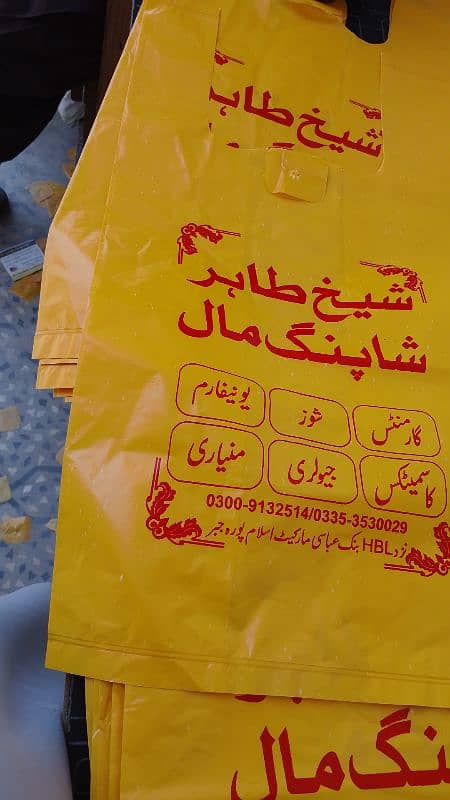 شیخ طاہر
شیخ طاہر
شاپنگ مال
گارمنٹس شوز یونیفارم
کاسمیٹکس جیولری منیاری
0300-9132514/0335-3530029
نزد HBL بنک عباسی مارکیٹ اسلام پورہ جبر
نگ مال